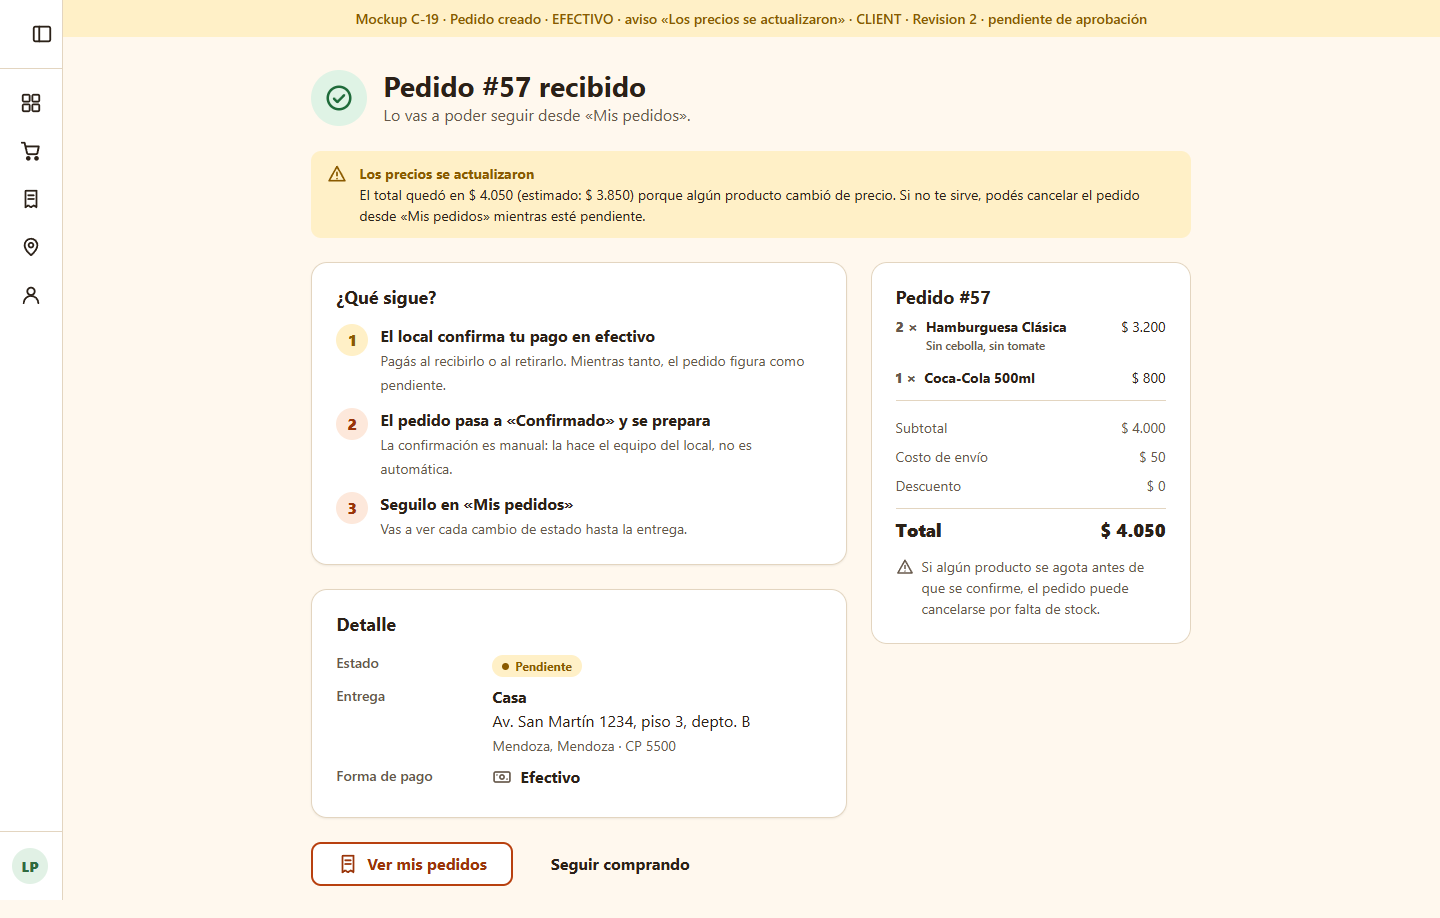 Mockup C-19 · Pedido creado · EFECTIVO · aviso «Los precios se actualizaron» · CLIENT · Revision 2 · pendiente de aprobación
Pedido #57 recibido
Lo vas a poder seguir desde «Mis pedidos».
Los precios se actualizaron
El total quedó en $ 4.050 (estimado: $ 3.850) porque algún producto cambió de precio. Si no te sirve, podés cancelar el pedido
desde «Mis pedidos» mientras esté pendiente.
¿Qué sigue?
1
El local confirma tu pago en efectivo
Pagás al recibirlo o al retirarlo. Mientras tanto, el pedido figura como
pendiente.
2
El pedido pasa a «Confirmado» y se prepara
La confirmación es manual: la hace el equipo del local, no es
automática.
3
Seguilo en «Mis pedidos»
Vas a ver cada cambio de estado hasta la entrega.
Detalle
Estado
Pendiente
Entrega
Casa
Av. San Martín 1234, piso 3, depto. B
Mendoza, Mendoza · CP 5500
Forma de pago
Efectivo
Ver mis pedidos
Seguir comprando
Pedido #57
2 × Hamburguesa Clásica $ 3.200
Sin cebolla, sin tomate
1 × Coca-Cola 500ml $ 800
Subtotal $ 4.000
Costo de envío $ 50
Descuento $ 0
Total $ 4.050
Si algún producto se agota antes de
que se confirme, el pedido puede
cancelarse por falta de stock.
LP